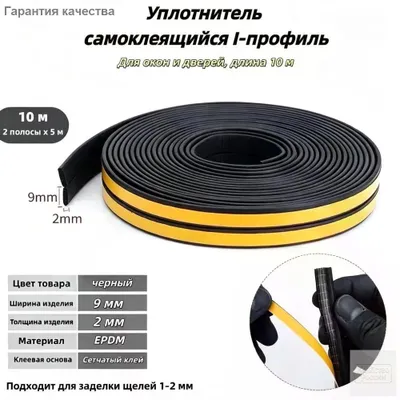 Гарантия качества
Уплотнитель
самоклеящийся I-профиль
Для окон и дверей, длина 10 м
10 м
2 полосы x 5 м
9mm
2mm
Цвет товара черный
Ширина изделия 9 мм
Толщина изделия 2 мм
Материал EPDM
Клеевая основа Сетчатый клей
Подходит для заделки щелей 1-2 мм